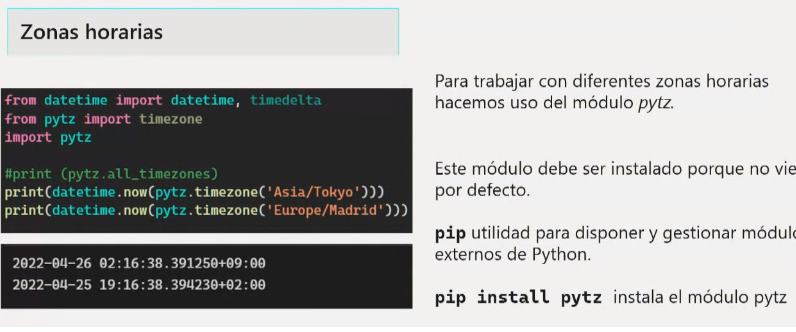 Zonas horarias
from datetime import datetime, timedelta
from pytz import timezone
import pytz
#print (pytz.all_timezones)
print(datetime.now(pytz.timezone('Asia/Tokyo')))
print(datetime.now(pytz.timezone('Europe/Madrid')))
2022-04-26 02:16:38.391250+09:00
2022-04-25 19:16:38.394230+02:00
Para trabajar con diferentes zonas horarias
hacemos uso del módulo pytz.
Este módulo debe ser instalado porque no vie
por defecto.
pip utilidad para disponer y gestionar módulo
externos de Python.
pip install pytz instala el módulo pytz